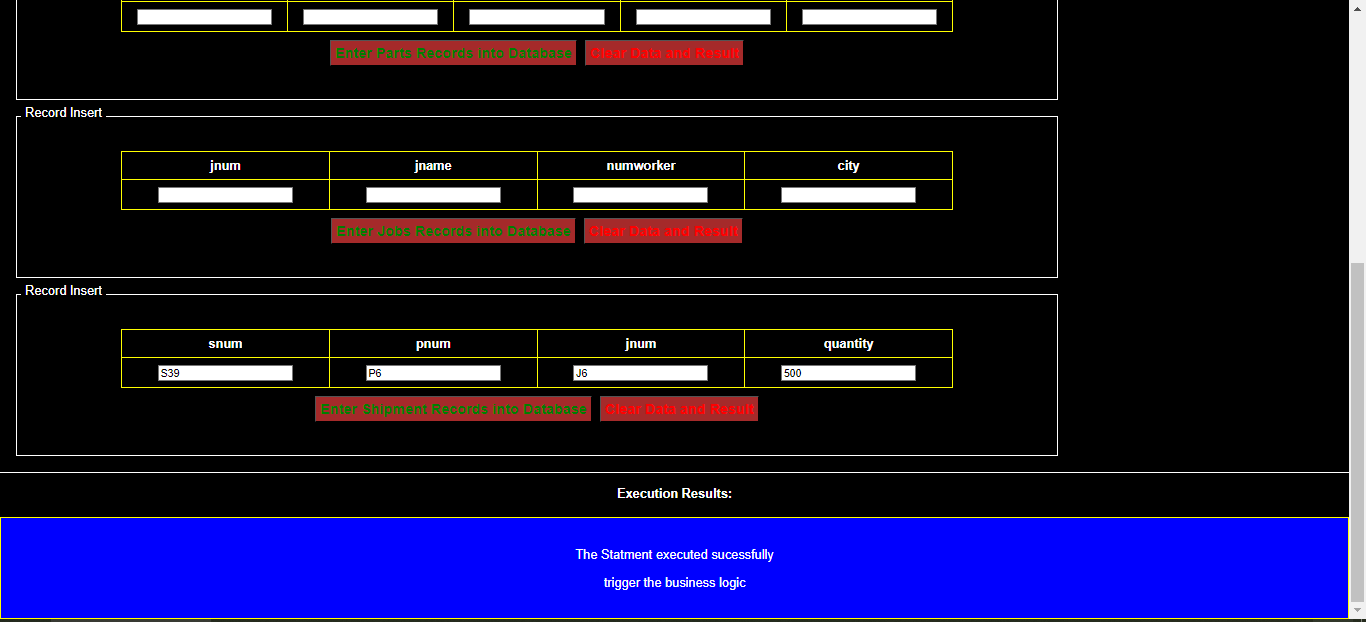 Enter Parts Records Into Database Clear Data and Result
Record Insert
jnum jname numworker city
Enter Jobs Records Into Database Clear Data and Result
Record Insert
snum pnum jnum quantity
S39 P6 J6 500
Enter Shipment Records Into Database Clear Data and Result
Execution Results:
The Statment executed sucessfully
trigger the business logic